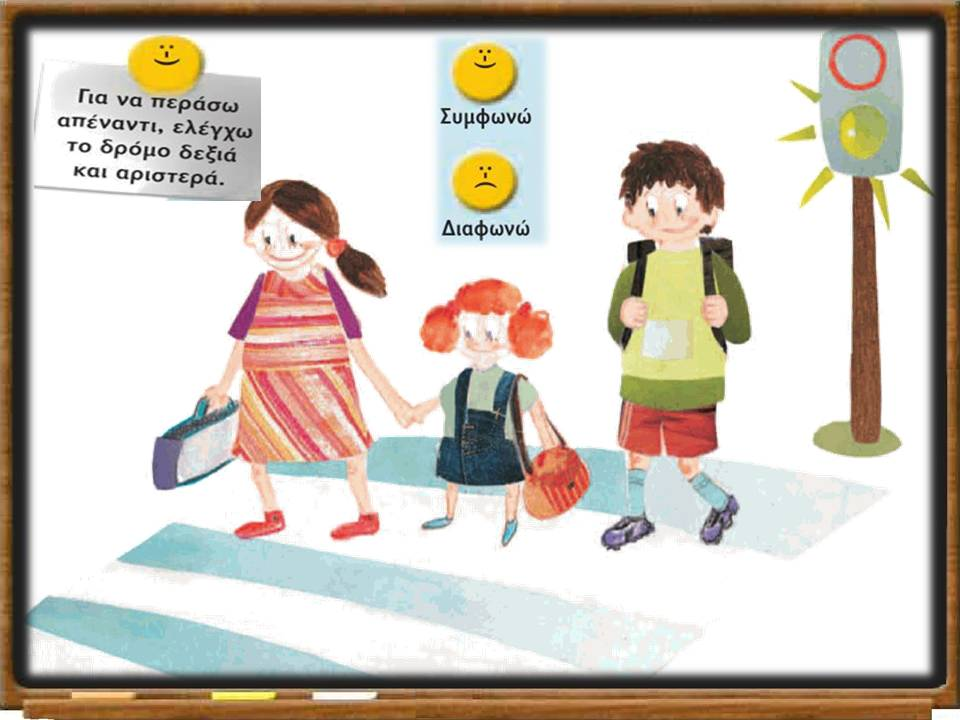 Για να περάσω
απέναντι, ελέγχω
το δρόμο δεξιά
και αριστερά.
Συμφωνώ
Διαφωνώ